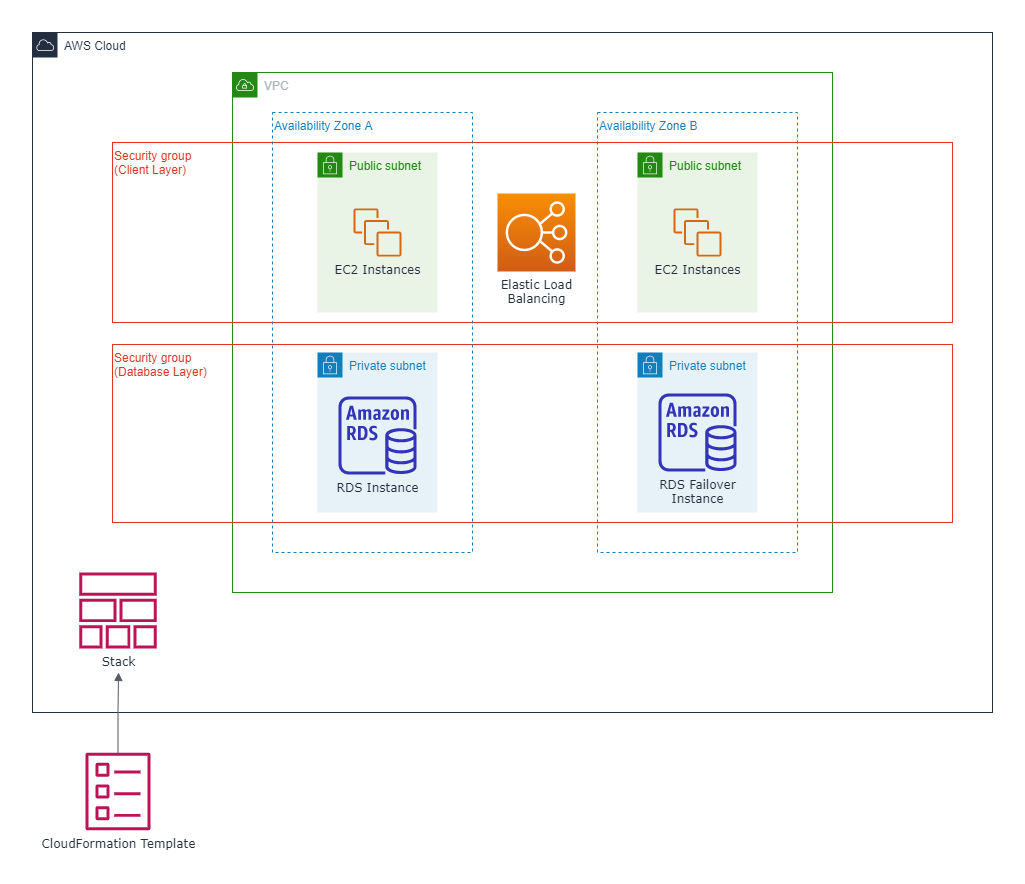 AWS Cloud
VPC
Availability Zone A
Availability Zone B
Security group
(Client Layer)
Public subnet
Public subnet
EC2 Instances
EC2 Instances
Elastic Load
Balancing
Security group
(Database Layer)
Private subnet
Private subnet
Amazon
RDS
Amazon
RDS
RDS Instance
RDS Failover
Instance
Stack
CloudFormation Template